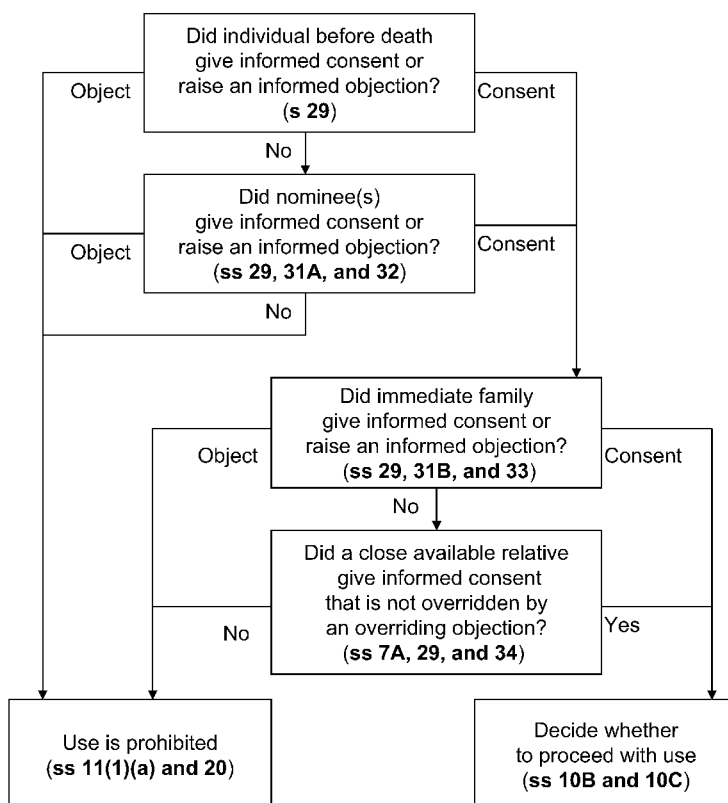 Did individual before death
give informed consent or
raise an informed objection?
(s 29)
Object
Consent
No
Did nominee(s)
give informed consent or
raise an informed objection?
(ss 29, 31A, and 32)
Object
Consent
No
Did immediate family
give informed consent or
raise an informed objection?
(ss 29, 31B, and 33)
Object
Consent
No
Did a close available relative
give informed consent
that is not overridden by
an overriding objection?
(ss 7A, 29, and 34)
No
Yes
Use is prohibited
(ss 11(1)(a) and 20)
Decide whether
to proceed with use
(ss 10B and 10C)